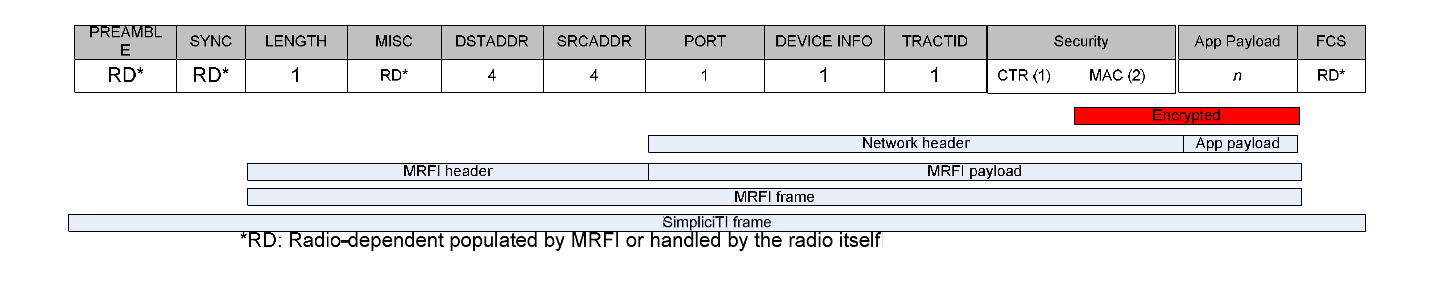 PREAMBL
E SYNC LENGTH MISC DSTADDR SRCADDR PORT DEVICE INFO TRACTID Security App Payload FCS
RD* RD* 1 RD* 4 4 1 1 1 CTR (1) MAC (2) n RD*
Encrypted
Network header App payload
MRFI header MRFI payload
MRFI frame
SimpliciTI frame
*RD: Radio-dependent populated by MRFI or handled by the radio itself